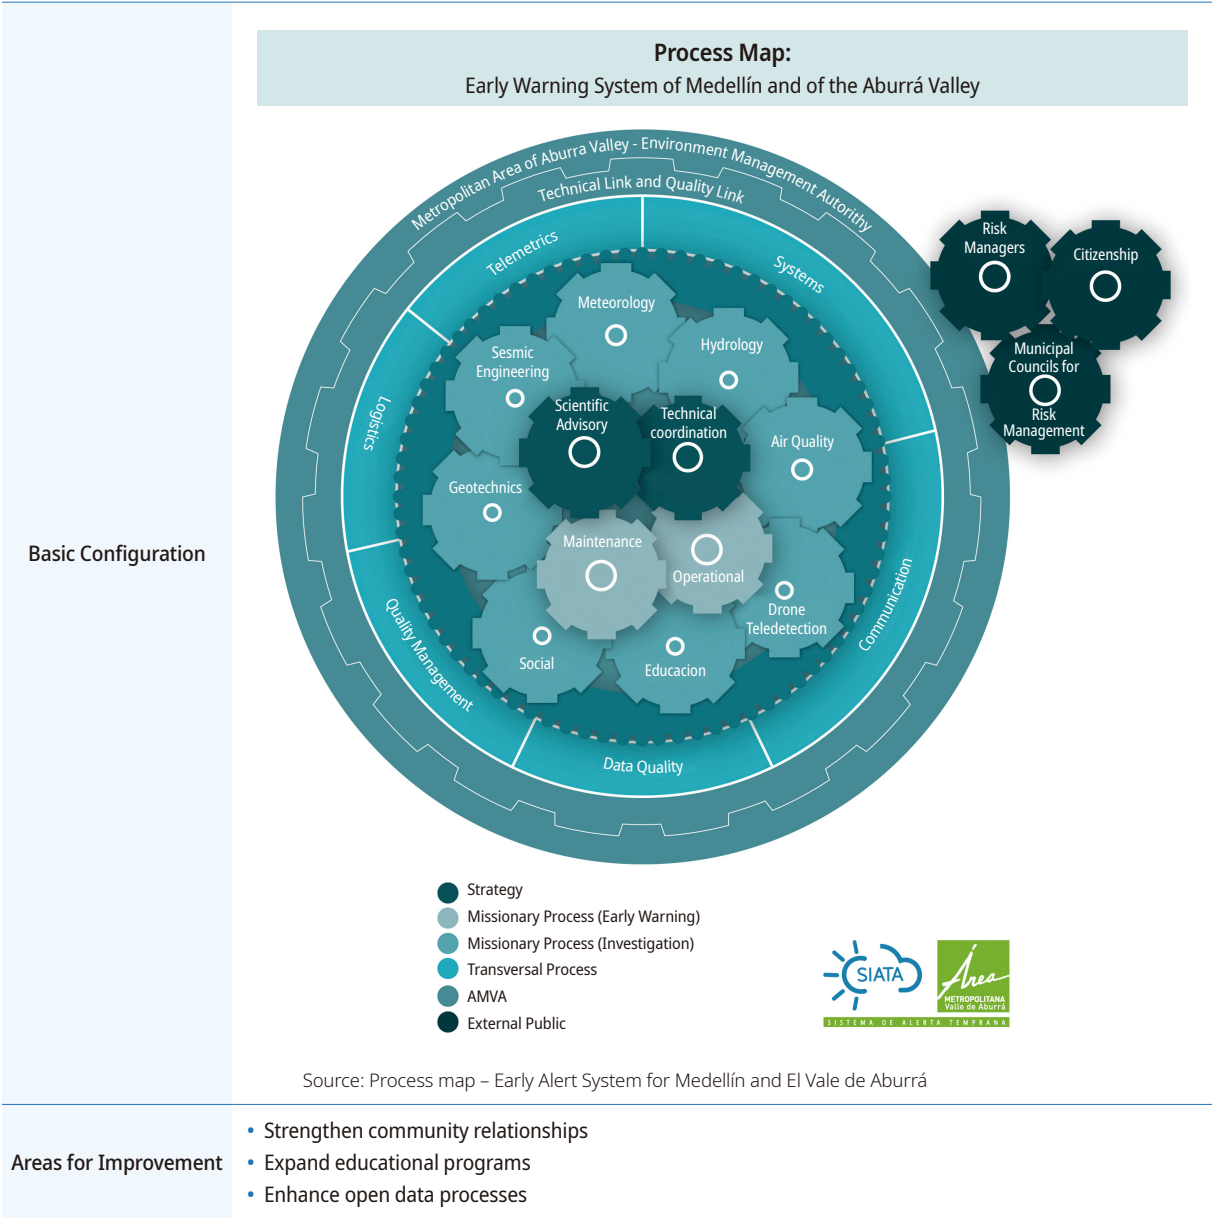 Process Map:
Early Warning System of Medellín and of the Aburrá Valley
Basic Configuration
Metropolitan Area of Aburra Valley - Environment Management Autorithy
Technical Link and Quality Link
Telemetrics
Systems
Logistics
Communication
Quality Management
Data Quality
Meteorology
Hydrology
Sesmic
Engineering
Scientific
Advisory
Technical
coordination
Air Quality
Geotechnics
Maintenance
Operational
Drone
Teledetection
Social
Educacion
Risk
Managers
Citizenship
Municipal
Councils for
Risk
Management
Strategy
Missionary Process (Early Warning)
Missionary Process (Investigation)
Transversal Process
AMVA
External Public
SIATA
Área
METROPOLITANA
Valle de Aburrá
SISTEMA DE ALERTA TEMPRANA
Source: Process map – Early Alert System for Medellín and El Vale de Aburrá
Areas for Improvement
• Strengthen community relationships
• Expand educational programs
• Enhance open data processes